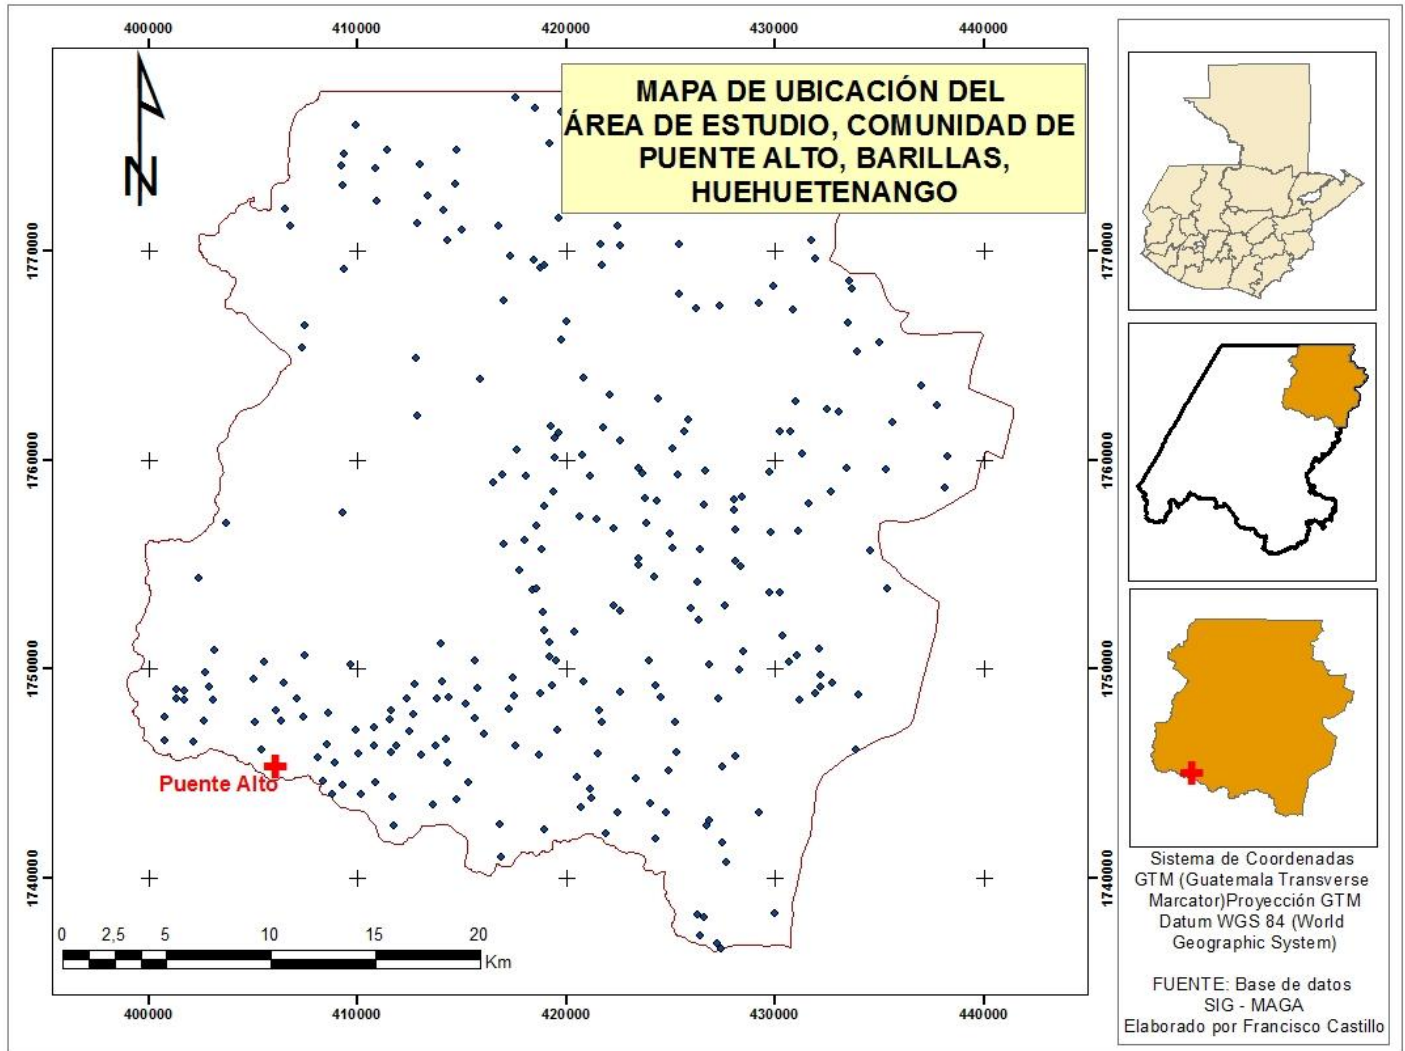 400000 410000 420000 430000 440000
MAPA DE UBICACIÓN DEL
ÁREA DE ESTUDIO, COMUNIDAD DE
PUENTE ALTO, BARILLAS,
HUEHUETENANGO
N
1770000 1770000
1760000 1760000
1750000 1750000
Puente Alto
1740000 1740000
0 2,5 5 10 15 20
Km
400000 410000 420000 430000 440000
Sistema de Coordenadas
GTM (Guatemala Transverse
Marcator)Proyección GTM
Datum WGS 84 (World
Geographic System)
FUENTE: Base de datos
SIG - MAGA
Elaborado por Francisco Castillo